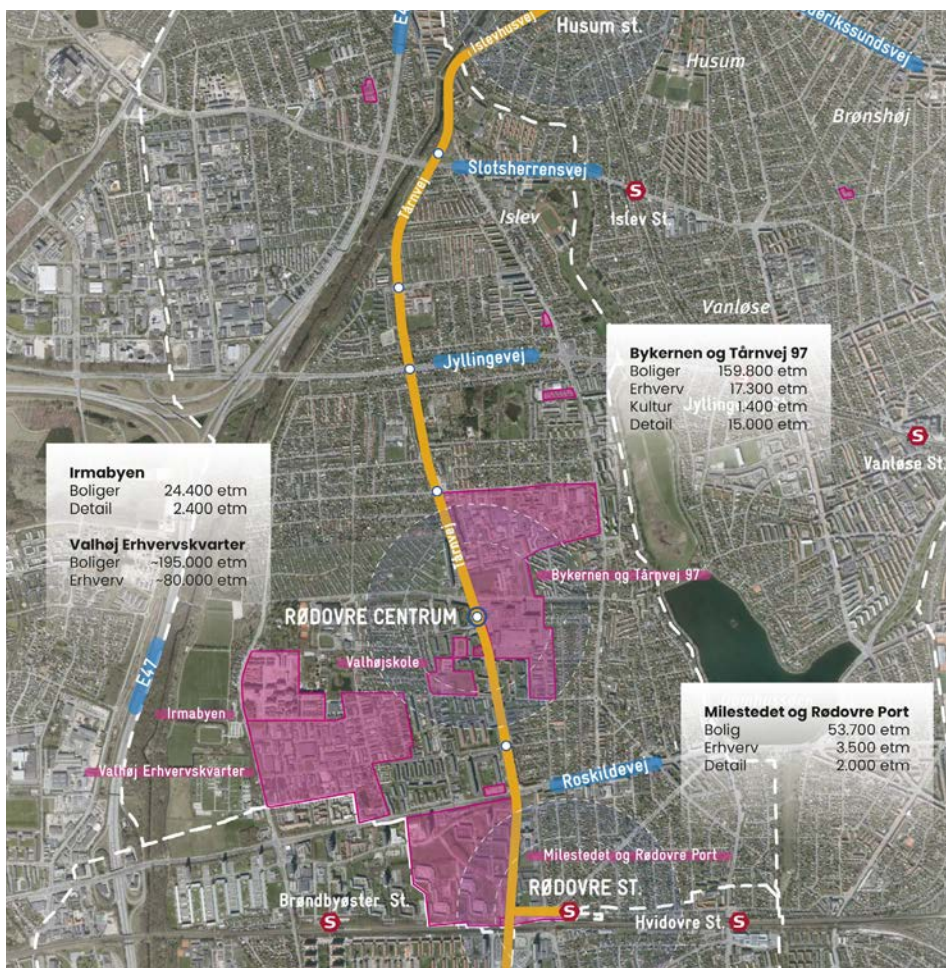 E4
Husum st.
Islevhusvej
Husum
derikssundsvej
Brønshøj
Tårnvej
Slotsherrensvej
Islev
S
Islev St.
Vanløse
Jyllingevej
Bykernen og Tårnvej 97
Boliger 159.800 etm
Erhverv 17.300 etm
Kultur 1.400 etm
Detail 15.000 etm
S
Vanløse St.
Irmabyen
Boliger 24.400 etm
Detail 2.400 etm
Valhøj Erhvervskvarter
Boliger ~195.000 etm
Erhverv ~80.000 etm
Tårnvej
Bykernen og Tårnvej 97
RØDOVRE CENTRUM
Valhøjskole
E47
Irmabyen
Valhøj Erhvervskvarter
Milestedet og Rødovre Port
Bolig 53.700 etm
Erhverv 3.500 etm
Detail 2.000 etm
Roskildevej
Milestedet og Rødovre Port
RØDOVRE ST.
S
Brøndbyøster St.
S
Hvidovre St.
S